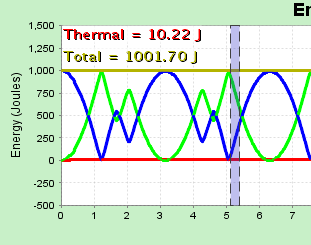 En
1,500
Thermal = 10.22 J
1,250
Total = 1001.70 J
1,000
750
500
250
0
-250
-500
Energy (Joules)
0 1 2 3 4 5 6 7